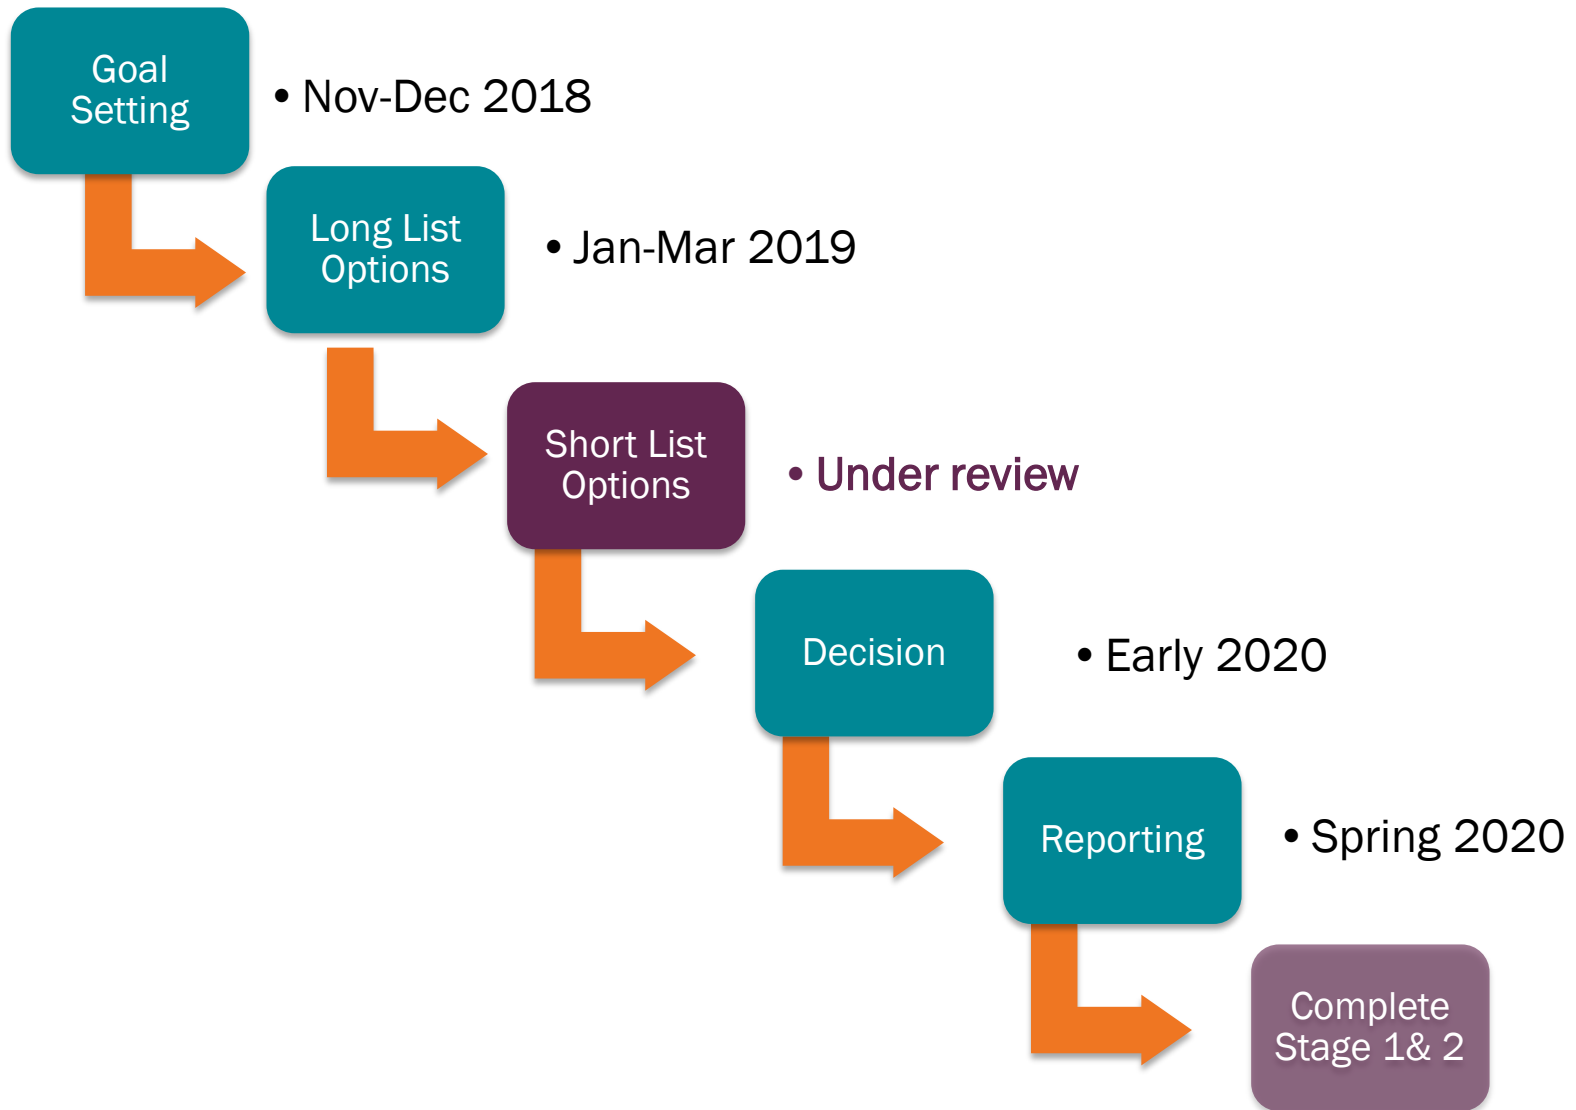 Goal
Setting
• Nov-Dec 2018
Long List
Options
• Jan-Mar 2019
Short List
Options
• Under review
Decision
• Early 2020
Reporting
• Spring 2020
Complete
Stage 1& 2